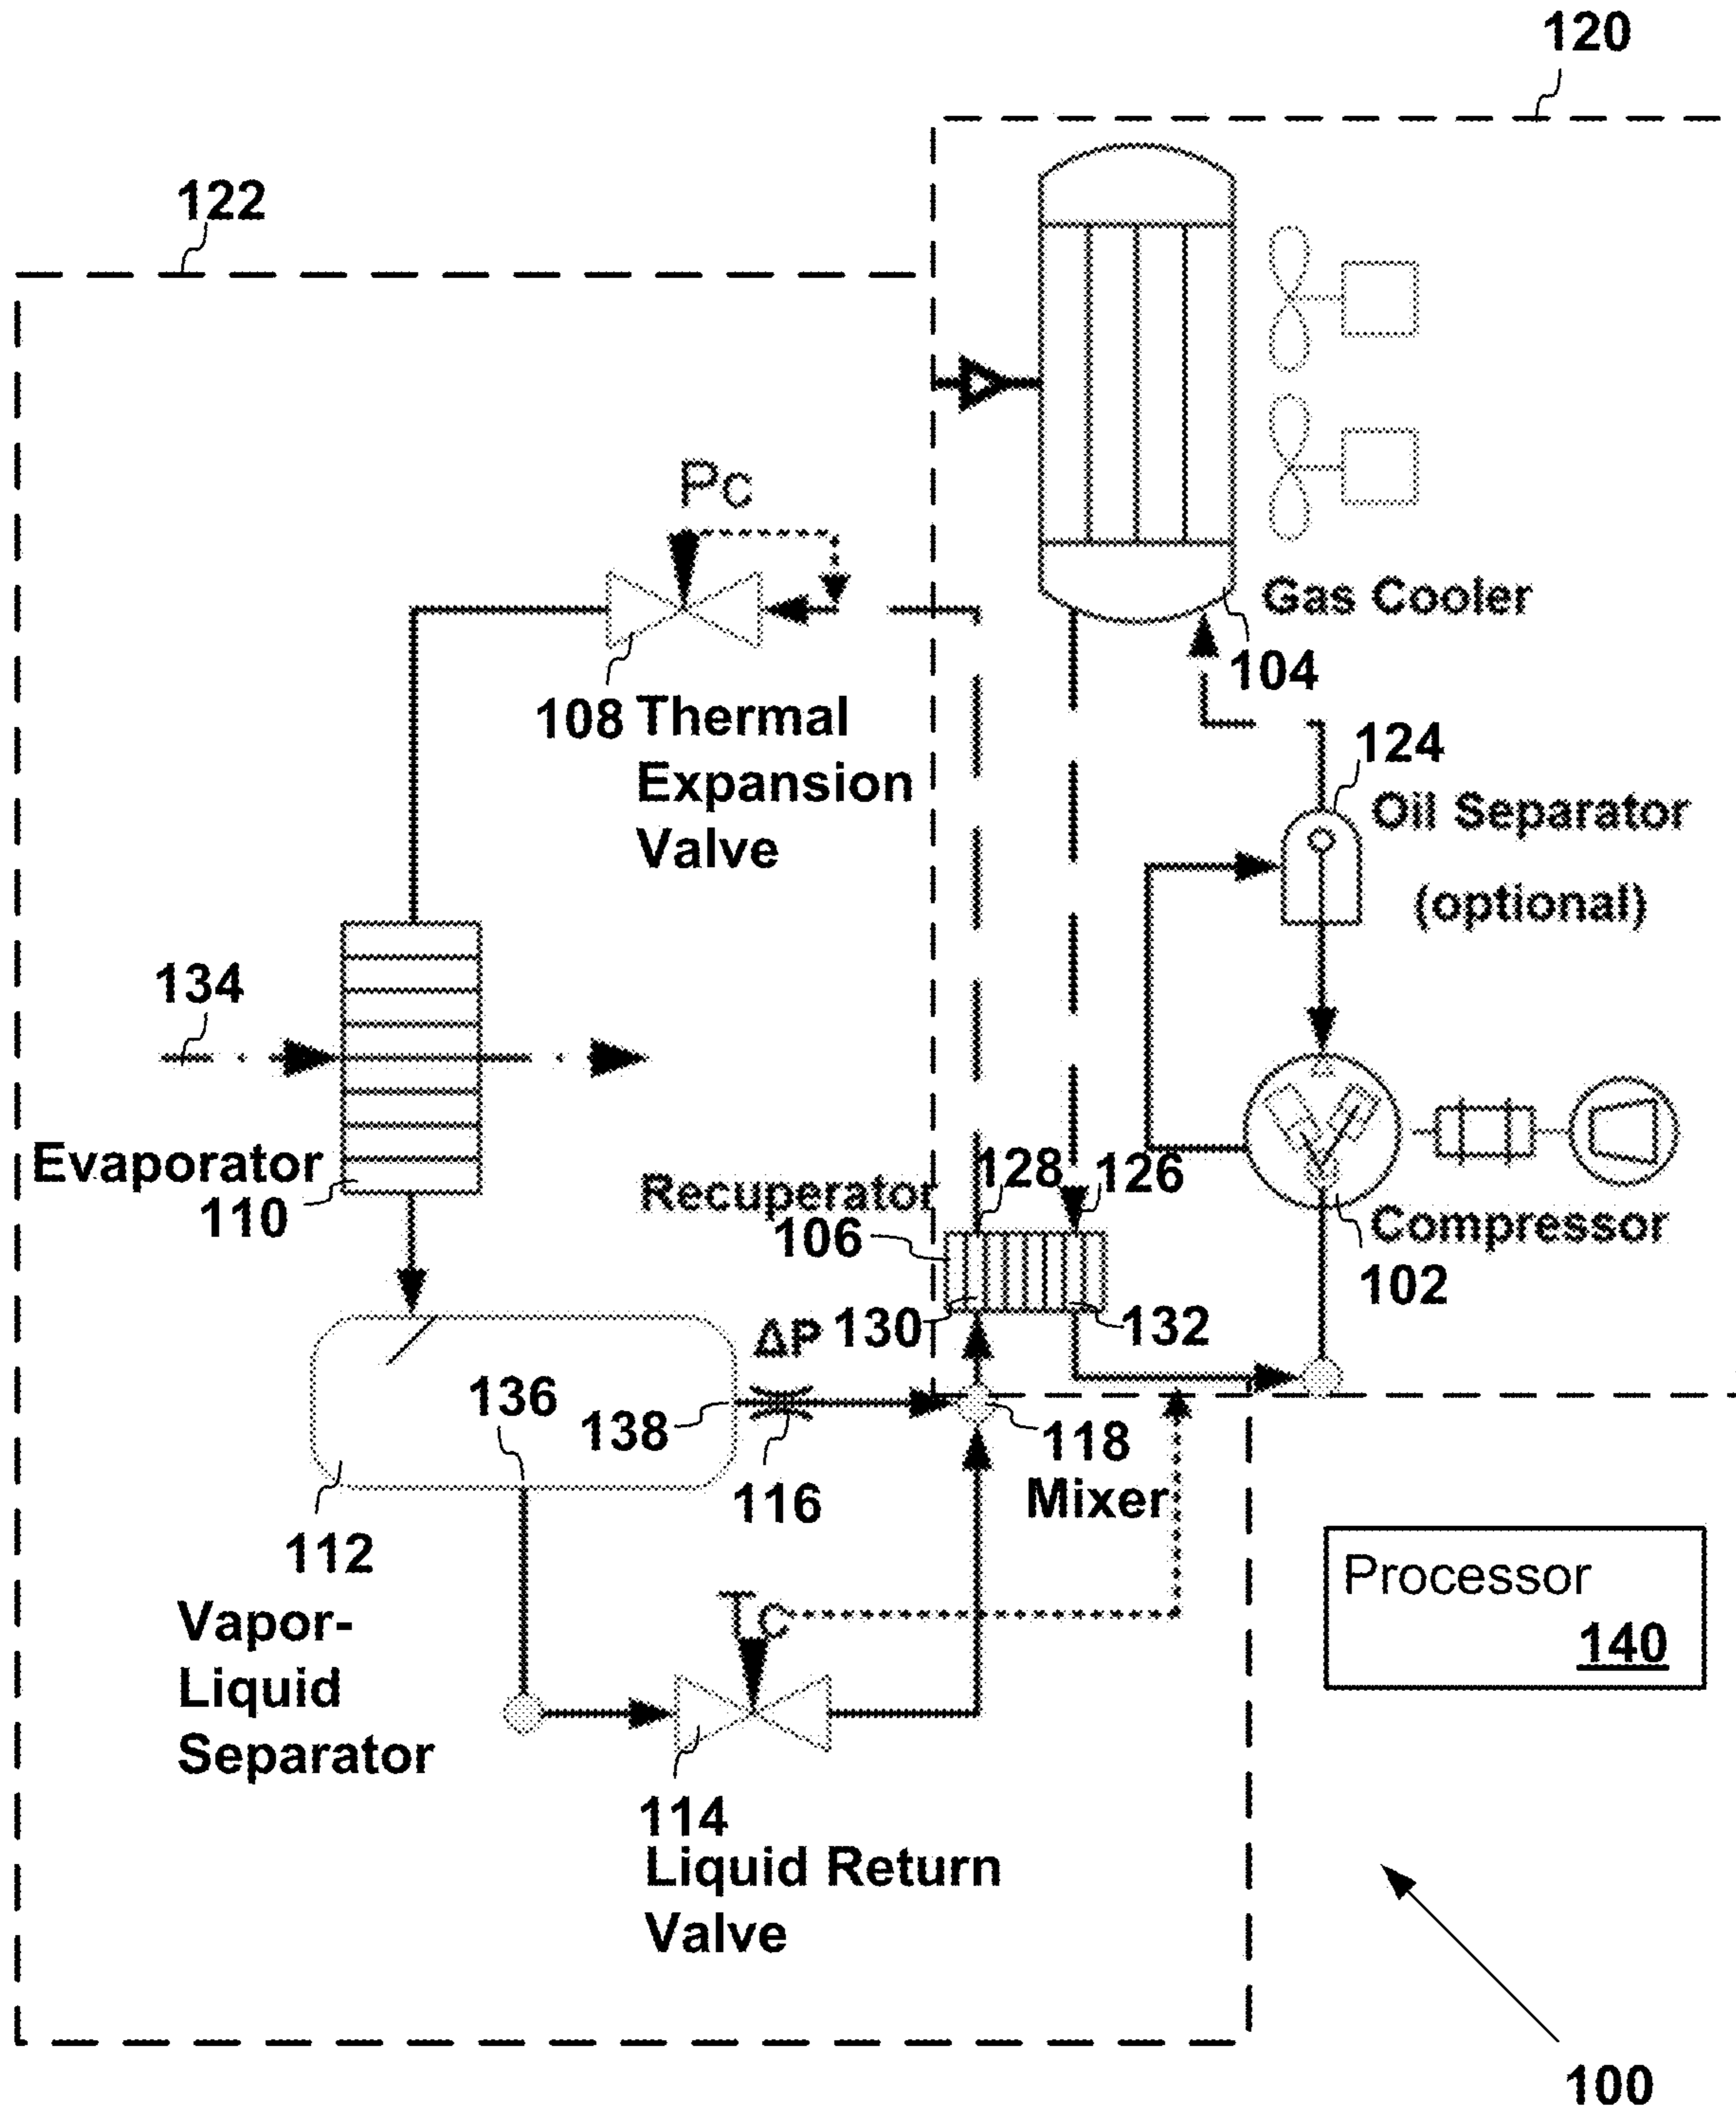 120
122
Pc
Gas Cooler
104
108 Thermal
Expansion
Valve
124
Oil Separator
(optional)
134
Evaporator
110
Recuperator
106
128
126
Compressor
102
130
132
ΔP
136
138
118
Mixer
116
112
Vapor-
Liquid
Separator
Tc
Processor
140
114
Liquid Return
Valve
100